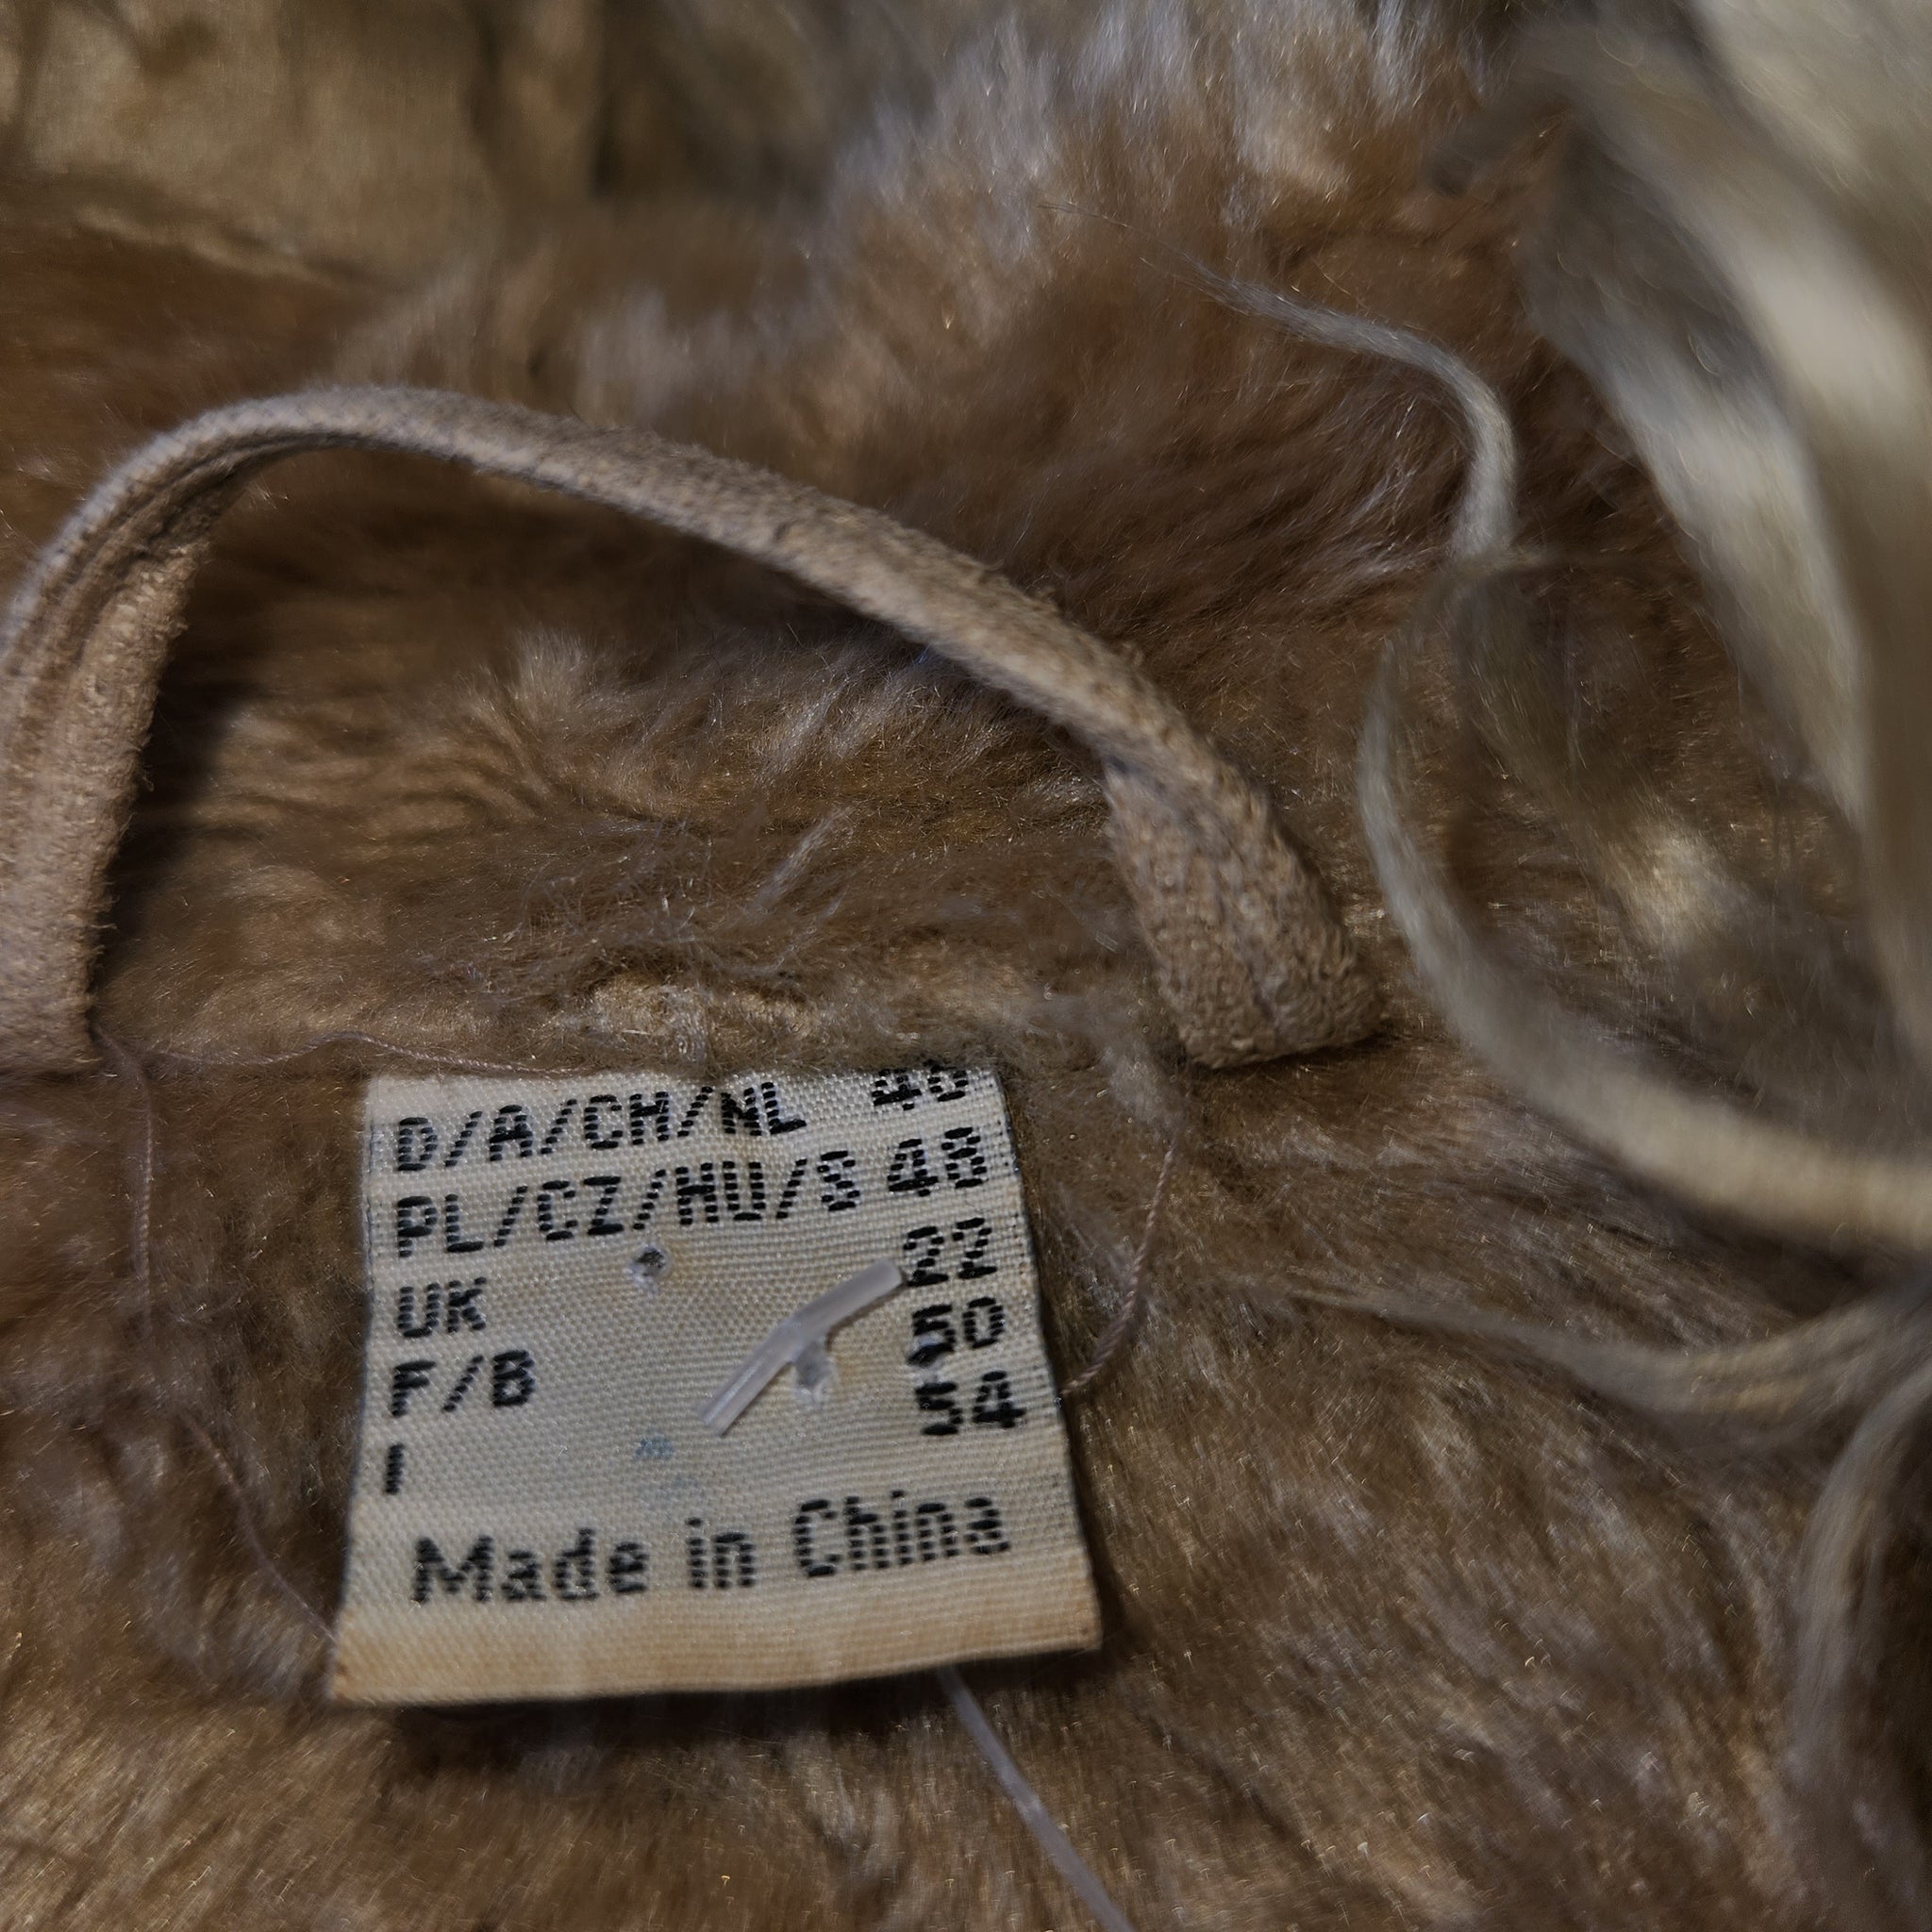 D/A/CH/NL
PL/CZ/HU/S 48
UK 22
F/B 50
I 54
Made in China